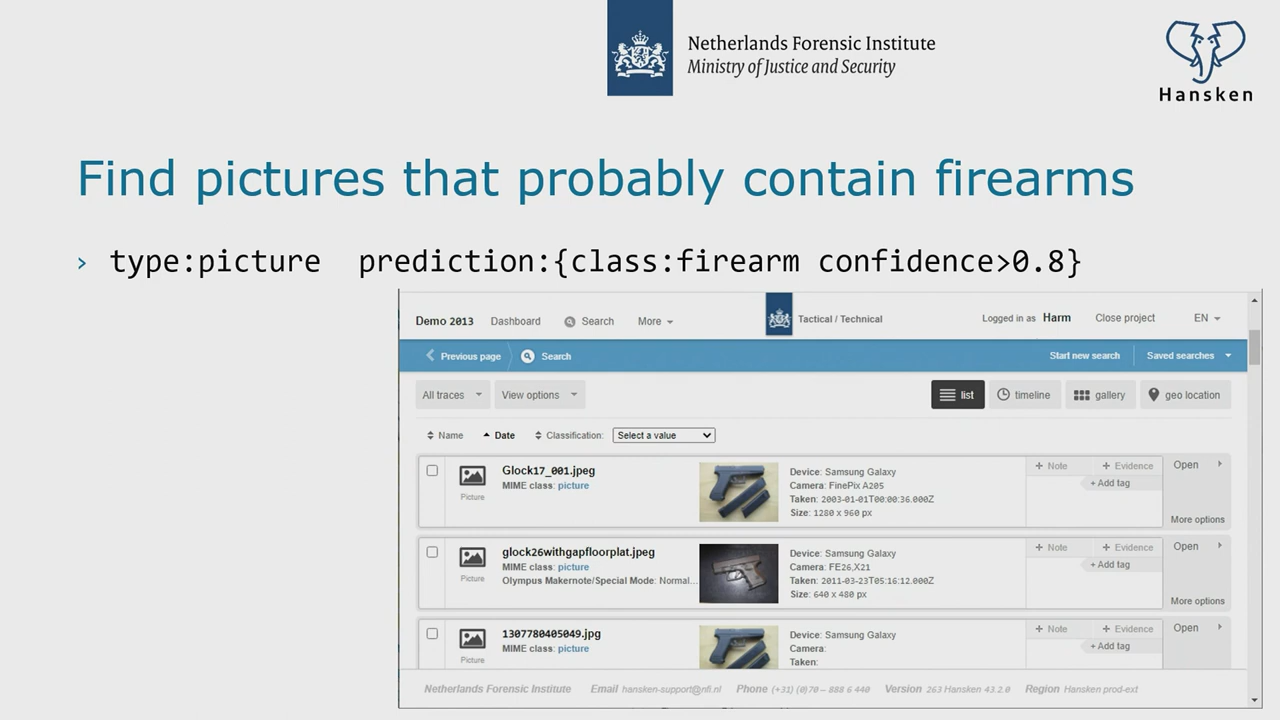 Netherlands Forensic Institute
Ministry of Justice and Security
Hansken
Find pictures that probably contain firearms
› type:picture prediction:{class:firearm confidence>0.8}
Demo 2013 Dashboard Search More Tactical / Technical Logged in as Harm Close project EN
Previous page Search Start new search Saved searches
All traces View options list timeline gallery geo location
Name Date Classification: Select a value
Glock17_001.jpeg
MIME class: picture
Picture
Device: Samsung Galaxy
Camera: FinePix A205
Taken: 2003-01-01T00:00:36.000Z
Size: 1280 x 960 px
+ Note + Evidence
+ Add tag
Open
More options
glock26withgapfloorplat.jpeg
MIME class: picture
Olympus Makernote/Special Mode: Normal...
Picture
Device: Samsung Galaxy
Camera: FE26,X21
Taken: 2011-03-23T05:16:12.000Z
Size: 640 x 480 px
+ Note + Evidence
+ Add tag
Open
More options
1307780405049.jpg
MIME class: picture
Picture
Device: Samsung Galaxy
Camera:
Taken:
+ Note + Evidence
+ Add tag
Open
Netherlands Forensic Institute Email hansken-support@nfi.nl Phone (+31) (0)70 – 888 6 440 Version 263 Hansken 43.2.0 Region Hansken prod-ext